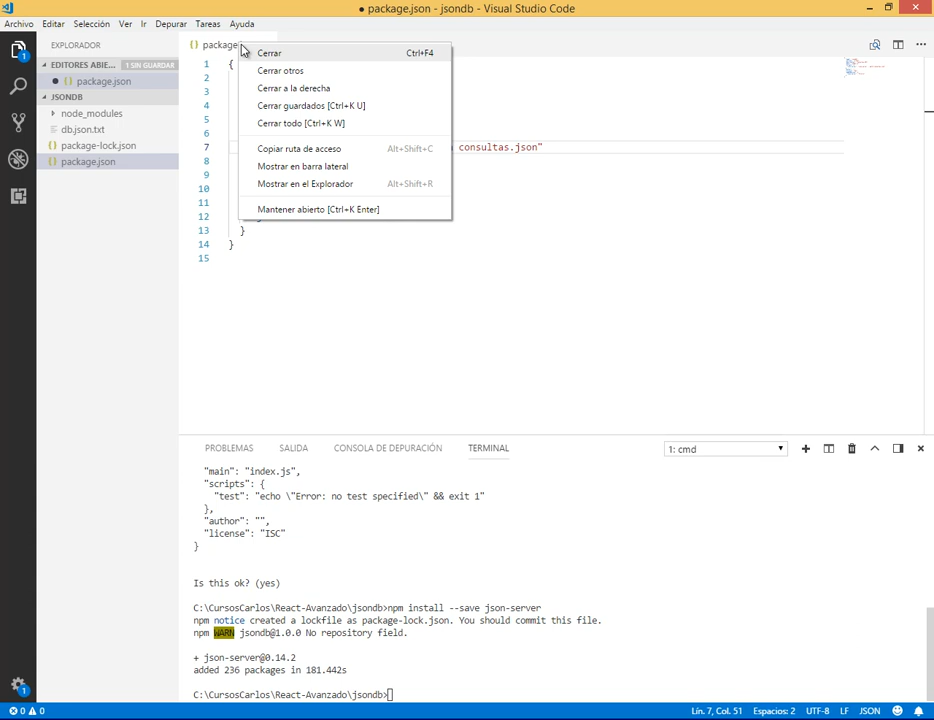 ● package.json - jsondb - Visual Studio Code
Archivo Editar Selección Ver Ir Depurar Tareas Ayuda
EXPLORADOR
EDITORES ABIE... 1 SIN GUARDAR
● {} package.json
JSONDB
node_modules
db.json.txt
{} package-lock.json
{} package.json
1
1
{} package
Cerrar Ctrl+F4
Cerrar otros
Cerrar a la derecha
Cerrar guardados [Ctrl+K U]
Cerrar todo [Ctrl+K W]
Copiar ruta de acceso Alt+Shift+C
Mostrar en barra lateral
Mostrar en el Explorador Alt+Shift+R
Mantener abierto [Ctrl+K Enter]
1 {
2
3
4
5
6
7 consultas.json"
8
9
10
11
12
13 }
14 }
15
PROBLEMAS SALIDA CONSOLA DE DEPURACIÓN TERMINAL 1: cmd
"main": "index.js",
"scripts": {
"test": "echo \"Error: no test specified\" && exit 1"
},
"author": "",
"license": "ISC"
}
Is this ok? (yes)
C:\CursosCarlos\React-Avanzado\jsondb>npm install --save json-server
npm notice created a lockfile as package-lock.json. You should commit this file.
npm WARN jsondb@1.0.0 No repository field.
+ json-server@0.14.2
added 236 packages in 181.442s
C:\CursosCarlos\React-Avanzado\jsondb>
0 0 Lín. 7, Col. 51 Espacios: 2 UTF-8 LF JSON